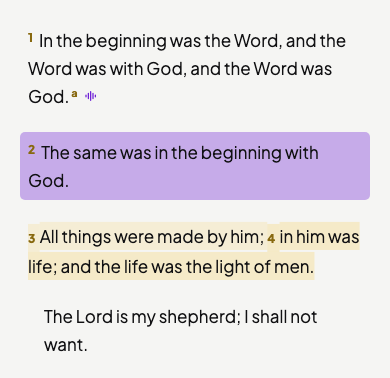 1 In the beginning was the Word, and the
Word was with God, and the Word was
God. a
2 The same was in the beginning with
God.
3 All things were made by him; 4 in him was
life; and the life was the light of men.
The Lord is my shepherd; I shall not
want.